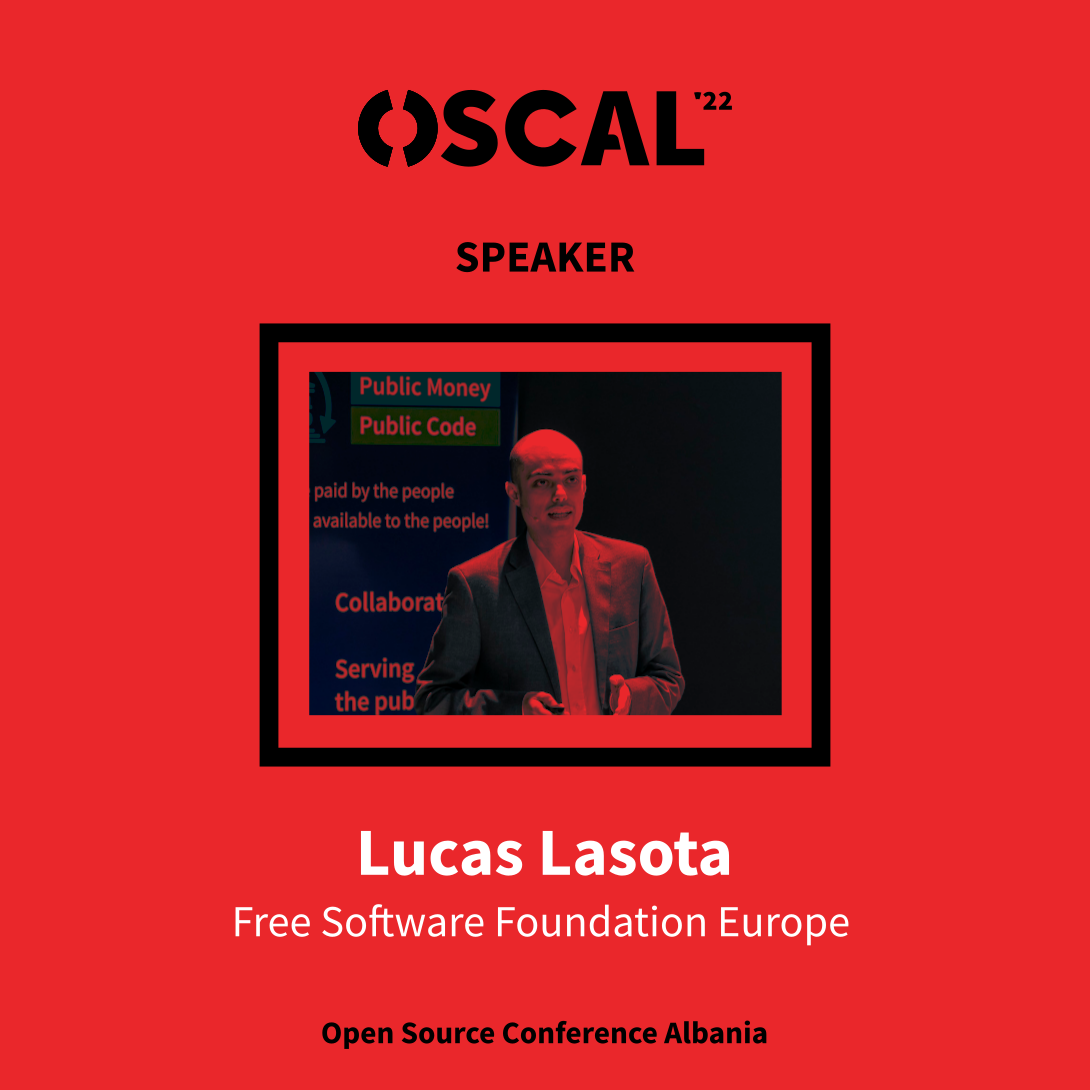 OSCAL'22
SPEAKER
Public Money
Public Code
paid by the people
available to the people!
Collaborat
Serving
the pub
Lucas Lasota
Free Software Foundation Europe
Open Source Conference Albania